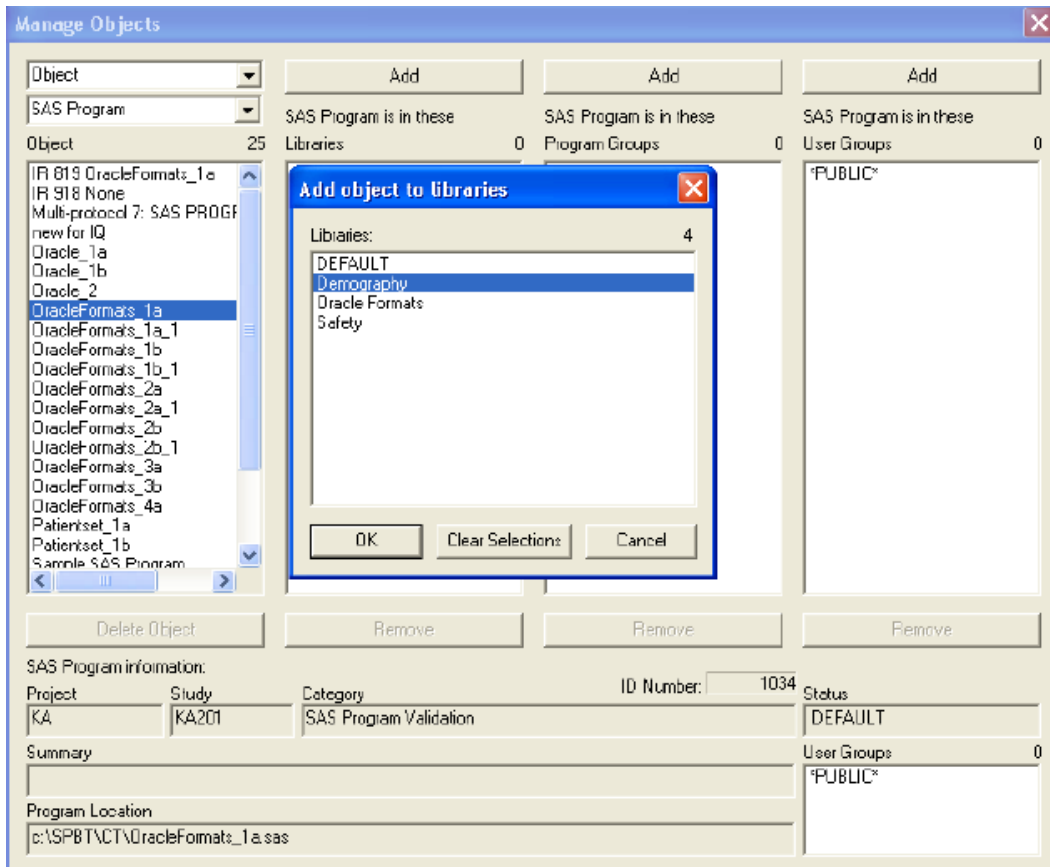 Manage Objects
Object
SAS Program
Add
Add
Add
SAS Program is in these
SAS Program is in these
SAS Program is in these
Object 25
Libraries 0
Program Groups 0
User Groups 0
IR 819 OracleFormats_1a
IR 918 None
Multi-protocol 7: SAS PROGF
new for IQ
Oracle_1a
Oracle_1b
Oracle_2
OracleFormats_1a
OracleFormats_1a_1
OracleFormats_1b
OracleFormats_1b_1
OracleFormats_2a
OracleFormats_2a_1
OracleFormats_2b
OracleFormats_2b_1
OracleFormats_3a
OracleFormats_3b
OracleFormats_4a
Patientset_1a
Patientset_1b
Sample SAS Program
*PUBLIC*
Add object to libraries
Libraries: 4
DEFAULT
Demography
Oracle Formats
Safety
OK
Clear Selections
Cancel
Delete Object
Remove
Remove
Remove
SAS Program information:
Project
Study
Category
ID Number: 1034
Status
KA
KA201
SAS Program Validation
DEFAULT
Summary
User Groups 0
*PUBLIC*
Program Location
c:\SPBT\CT\OracleFormats_1a.sas